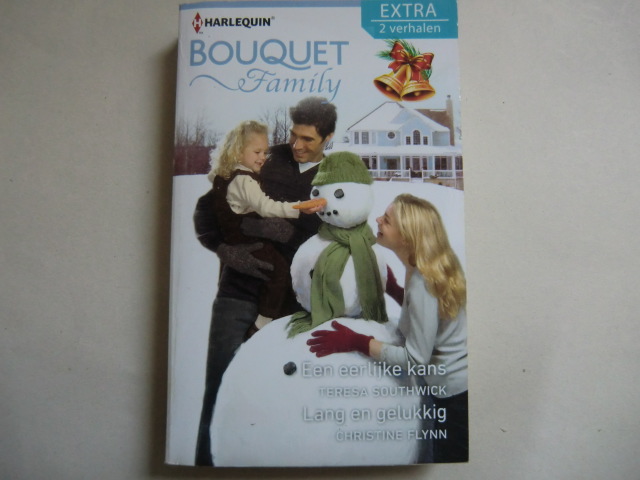 HARLEQUIN®
EXTRA
2 verhalen
BOUQUET
Family
Een eerlijke kans
TERESA SOUTHWICK
Lang en gelukkig
CHRISTINE FLYNN